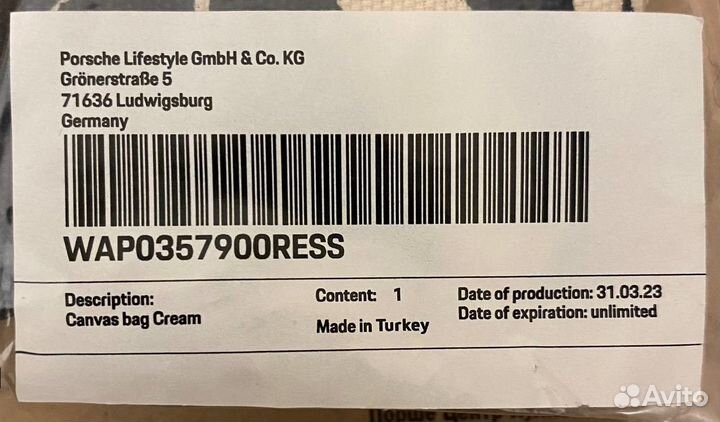 Porsche Lifestyle GmbH & Co. KG
Grönerstraße 5
71636 Ludwigsburg
Germany
WAP0357900RESS
Description:
Canvas bag Cream
Content: 1
Made in Turkey
Date of production: 31.03.23
Date of expiration: unlimited
Avito